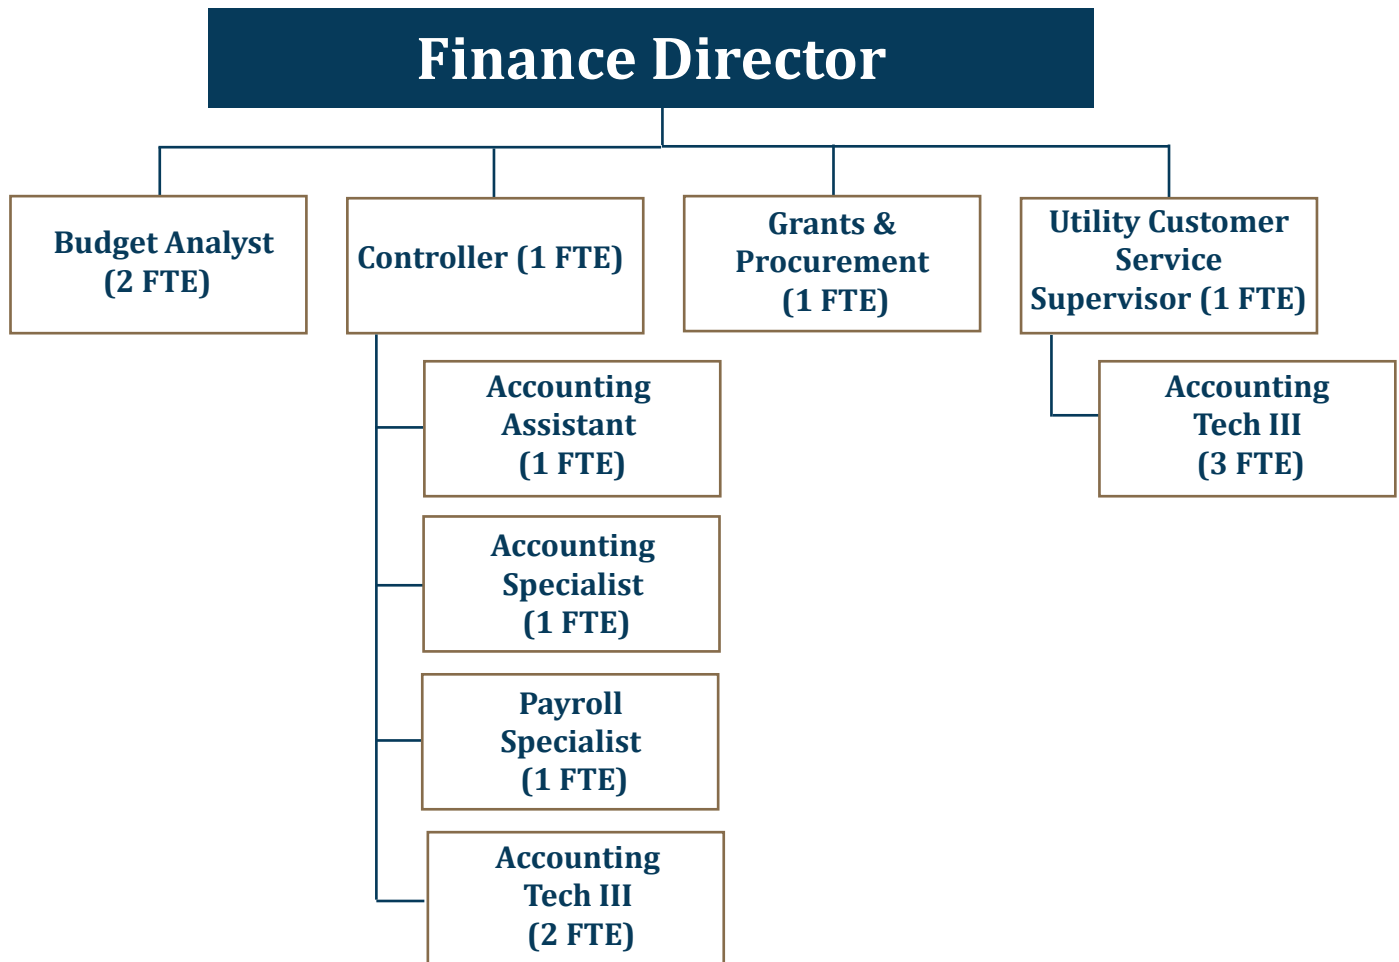 Finance Director
Budget Analyst
(2 FTE)
Controller (1 FTE)
Grants &
Procurement
(1 FTE)
Utility Customer
Service
Supervisor (1 FTE)
Accounting
Assistant
(1 FTE)
Accounting
Specialist
(1 FTE)
Payroll
Specialist
(1 FTE)
Accounting
Tech III
(2 FTE)
Accounting
Tech III
(3 FTE)